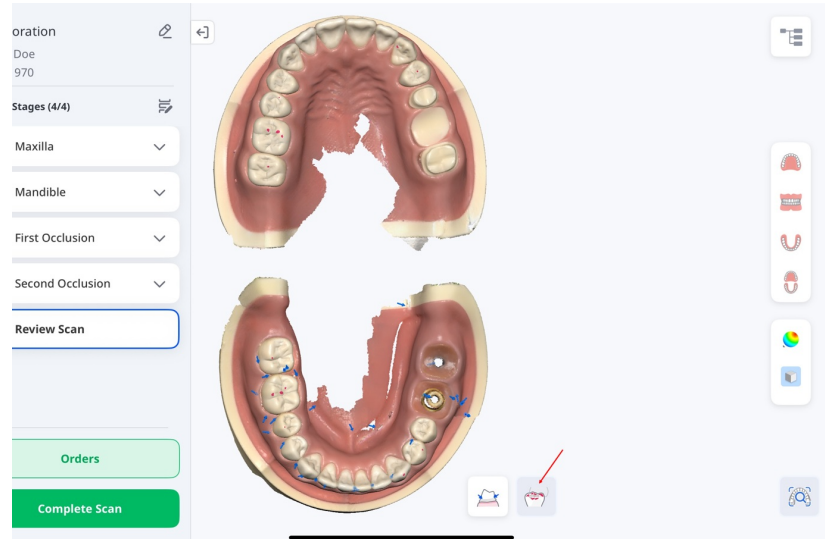 oration
Doe
970
Stages (4/4)
Maxilla
Mandible
First Occlusion
Second Occlusion
Review Scan
Orders
Complete Scan